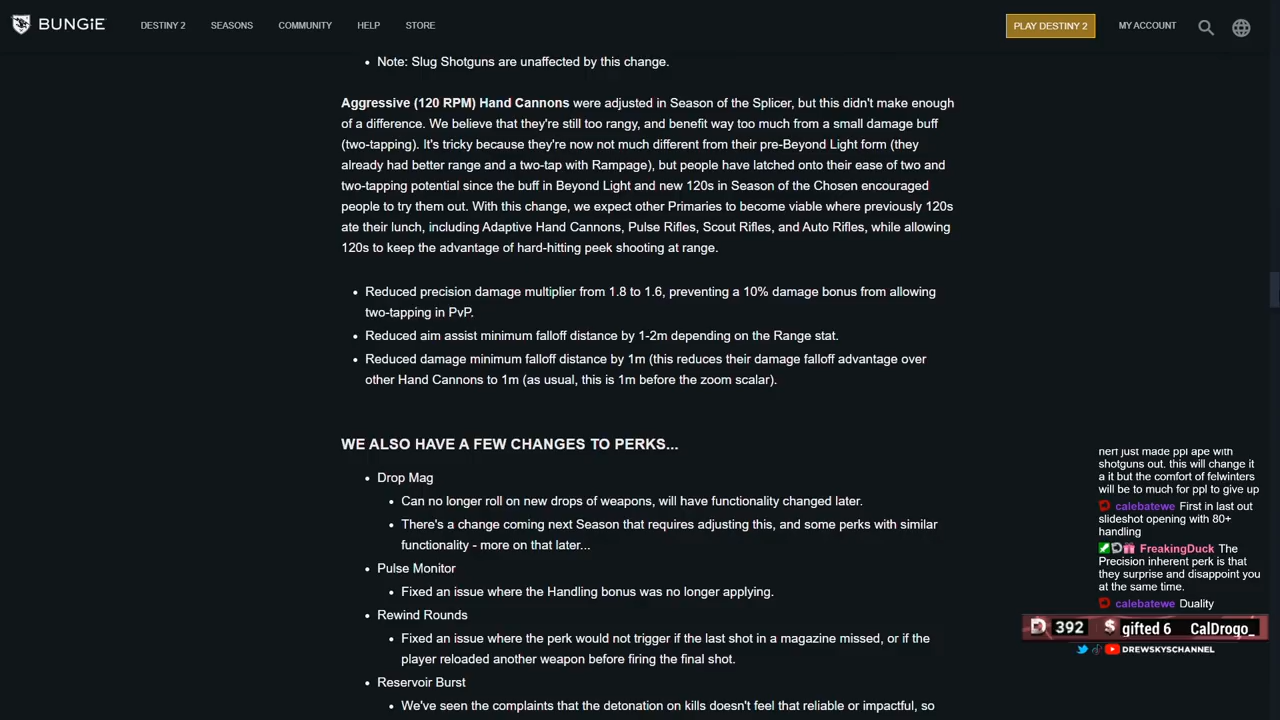 BUNGiE
DESTINY 2
SEASONS
COMMUNITY
HELP
STORE
PLAY DESTINY 2
MY ACCOUNT
• Note: Slug Shotguns are unaffected by this change.
Aggressive (120 RPM) Hand Cannons were adjusted in Season of the Splicer, but this didn't make enough
of a difference. We believe that they're still too rangy, and benefit way too much from a small damage buff
(two-tapping). It's tricky because they're now not much different from their pre-Beyond Light form (they
already had better range and a two-tap with Rampage), but people have latched onto their ease of two and
two-tapping potential since the buff in Beyond Light and new 120s in Season of the Chosen encouraged
people to try them out. With this change, we expect other Primaries to become viable where previously 120s
ate their lunch, including Adaptive Hand Cannons, Pulse Rifles, Scout Rifles, and Auto Rifles, while allowing
120s to keep the advantage of hard-hitting peek shooting at range.
• Reduced precision damage multiplier from 1.8 to 1.6, preventing a 10% damage bonus from allowing
two-tapping in PvP.
• Reduced aim assist minimum falloff distance by 1-2m depending on the Range stat.
• Reduced damage minimum falloff distance by 1m (this reduces their damage falloff advantage over
other Hand Cannons to 1m (as usual, this is 1m before the zoom scalar).
WE ALSO HAVE A FEW CHANGES TO PERKS...
• Drop Mag
• Can no longer roll on new drops of weapons, will have functionality changed later.
• There's a change coming next Season that requires adjusting this, and some perks with similar
functionality - more on that later...
• Pulse Monitor
• Fixed an issue where the Handling bonus was no longer applying.
• Rewind Rounds
• Fixed an issue where the perk would not trigger if the last shot in a magazine missed, or if the
player reloaded another weapon before firing the final shot.
• Reservoir Burst
• We've seen the complaints that the detonation on kills doesn't feel that reliable or impactful, so
nerf just made ppl ape with
shotguns out. this will change it
a it but the comfort of felwinters
will be to much for ppl to give up
calebatewe First in last out
slideshot opening with 80+
handling
FreakingDuck The
Precision inherent perk is that
they surprise and disappoint you
at the same time.
calebatewe Duality
392 $ gifted 6 CalDrogo_
DREWSKYSCHANNEL